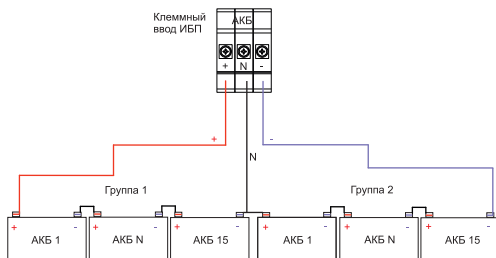 Клеммный
ввод ИБП
АКБ
+ N -
+
-
N
Группа 1
Группа 2
+ - + - + - + - + - + -
АКБ 1 АКБ N АКБ 15 АКБ 1 АКБ N АКБ 15